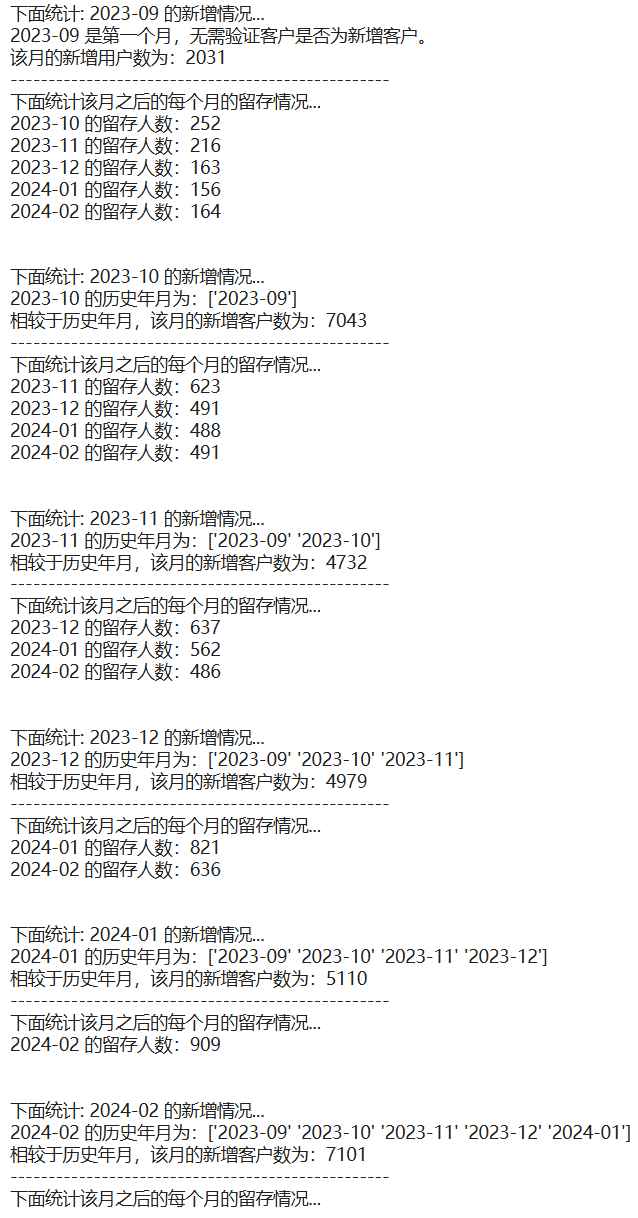 下面统计: 2023-09 的新增情况...
2023-09 是第一个月，无需验证客户是否为新增客户。
该月的新增用户数为：2031
--------------------------------------------------
下面统计该月之后的每个月的留存情况...
2023-10 的留存人数：252
2023-11 的留存人数：216
2023-12 的留存人数：163
2024-01 的留存人数：156
2024-02 的留存人数：164
下面统计: 2023-10 的新增情况...
2023-10 的历史年月为：['2023-09']
相较于历史年月，该月的新增客户数为：7043
--------------------------------------------------
下面统计该月之后的每个月的留存情况...
2023-11 的留存人数：623
2023-12 的留存人数：491
2024-01 的留存人数：488
2024-02 的留存人数：491
下面统计: 2023-11 的新增情况...
2023-11 的历史年月为：['2023-09' '2023-10']
相较于历史年月，该月的新增客户数为：4732
--------------------------------------------------
下面统计该月之后的每个月的留存情况...
2023-12 的留存人数：637
2024-01 的留存人数：562
2024-02 的留存人数：486
下面统计: 2023-12 的新增情况...
2023-12 的历史年月为：['2023-09' '2023-10' '2023-11']
相较于历史年月，该月的新增客户数为：4979
--------------------------------------------------
下面统计该月之后的每个月的留存情况...
2024-01 的留存人数：821
2024-02 的留存人数：636
下面统计: 2024-01 的新增情况...
2024-01 的历史年月为：['2023-09' '2023-10' '2023-11' '2023-12']
相较于历史年月，该月的新增客户数为：5110
--------------------------------------------------
下面统计该月之后的每个月的留存情况...
2024-02 的留存人数：909
下面统计: 2024-02 的新增情况...
2024-02 的历史年月为：['2023-09' '2023-10' '2023-11' '2023-12' '2024-01']
相较于历史年月，该月的新增客户数为：7101
--------------------------------------------------
下面统计该月之后的每个月的留存情况...